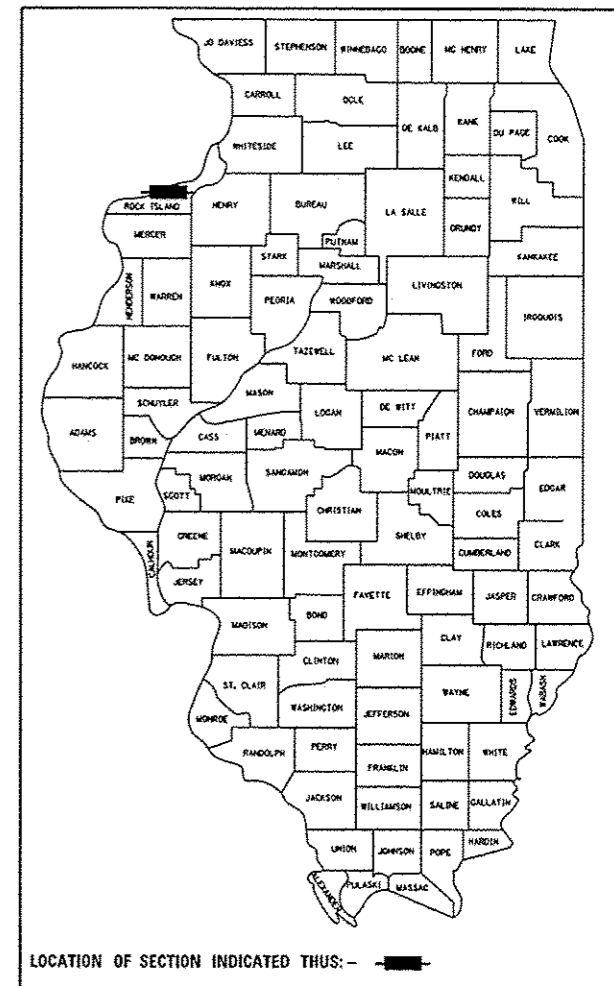 JO DAVIESS STEPHENSON WINNEBAGO BOONE MC HENRY LAKE
CARROLL OGLE DE KALB KANE DU PAGE COOK
WHITESIDE LEE
KENDALL WILL
ROCK ISLAND HENRY BUREAU LA SALLE GRUNDY
MERCER PUTNAM KANKAKEE
STARK MARSHALL LIVINGSTON
HENDERSON WARREN KNOX PEORIA WOODFORD IROQUOIS
HANCOCK MC DONOUGH FULTON TAZEWELL MC LEAN FORD
MASON
SCHUYLER LOGAN DE WITT CHAMPAIGN VERMILION
ADAMS BROWN CASS MENARD MACON PIATT
MORGAN SANGAMON DOUGLAS EDGAR
PIKE SCOTT CHRISTIAN MOULTRIE COLES
CALHOUN GREENE MACOUPIN MONTGOMERY SHELBY CUMBERLAND CLARK
JERSEY FAYETTE EFFINGHAM JASPER CRAWFORD
MADISON BOND CLAY RICHLAND LAWRENCE
CLINTON MARION
ST. CLAIR WASHINGTON WAYNE EDWARDS WABASH
MONROE JEFFERSON
RANDOLPH PERRY HAMILTON WHITE
FRANKLIN
JACKSON WILLIAMSON SALINE GALLATIN
UNION JOHNSON POPE HARDIN
ALEXANDER PULASKI MASSAC
LOCATION OF SECTION INDICATED THUS: –